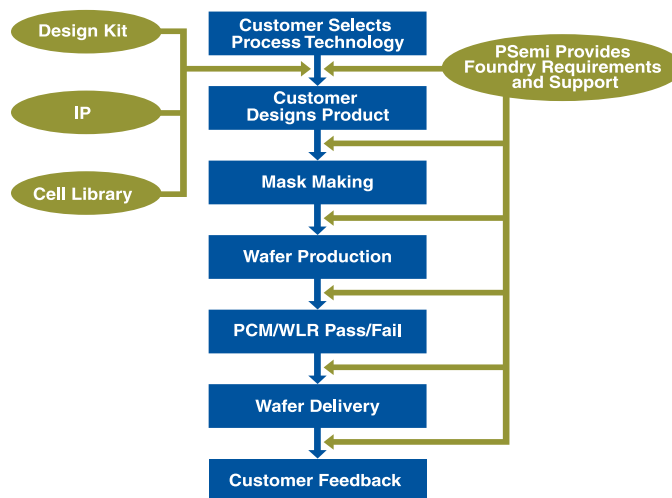 Design Kit
Customer Selects
Process Technology
PSemi Provides
Foundry Requirements
and Support
IP
Customer
Designs Product
Cell Library
Mask Making
Wafer Production
PCM/WLR Pass/Fail
Wafer Delivery
Customer Feedback